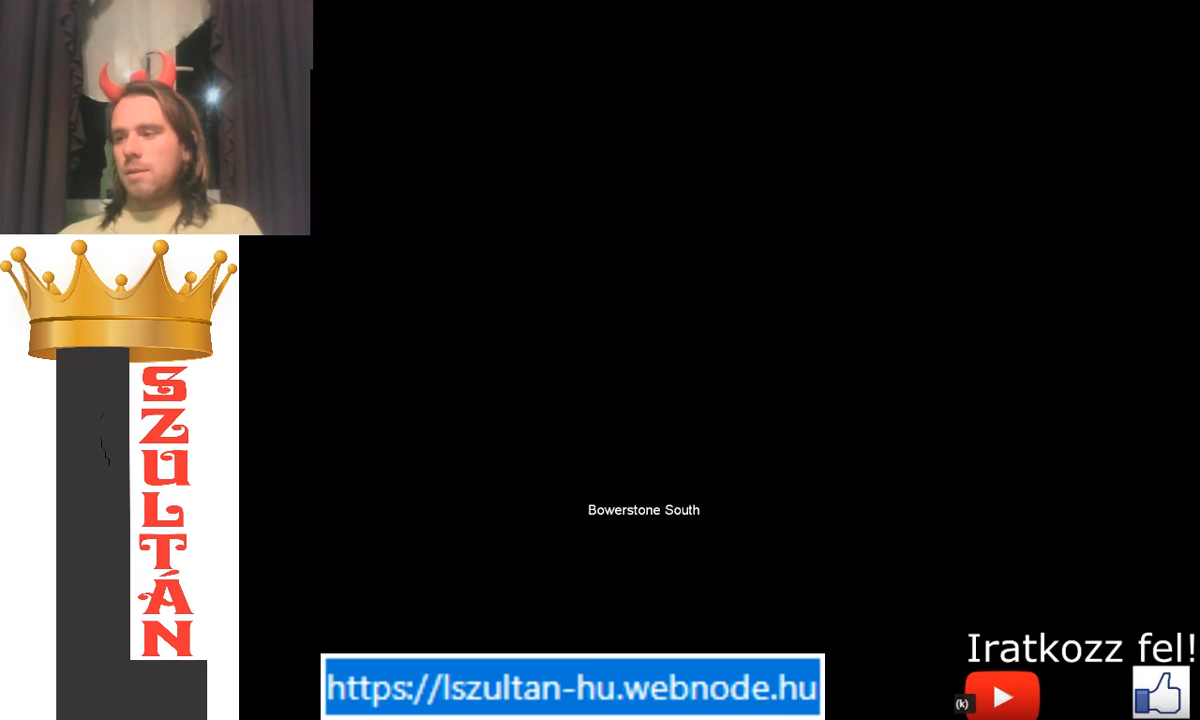 L
SZULTÁN
Bowerstone South
https://lszultan-hu.webnode.hu
Iratkozz fel!
(k)